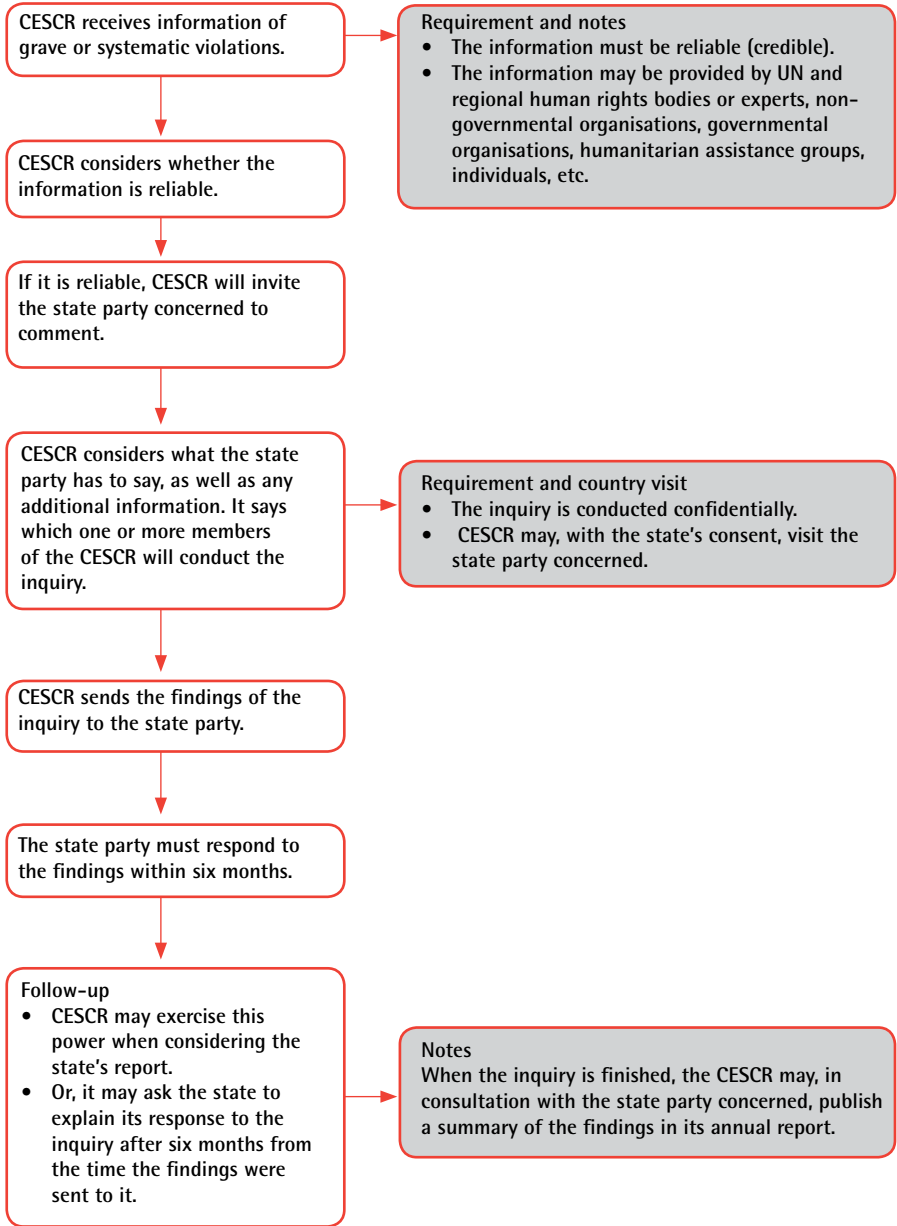 CESCR receives information of
grave or systematic violations.
Requirement and notes
• The information must be reliable (credible).
• The information may be provided by UN and
regional human rights bodies or experts, non-
governmental organisations, governmental
organisations, humanitarian assistance groups,
individuals, etc.
CESCR considers whether the
information is reliable.
If it is reliable, CESCR will invite
the state party concerned to
comment.
CESCR considers what the state
party has to say, as well as any
additional information. It says
which one or more members
of the CESCR will conduct the
inquiry.
Requirement and country visit
• The inquiry is conducted confidentially.
• CESCR may, with the state's consent, visit the
state party concerned.
CESCR sends the findings of the
inquiry to the state party.
The state party must respond to
the findings within six months.
Follow-up
• CESCR may exercise this
power when considering the
state's report.
• Or, it may ask the state to
explain its response to the
inquiry after six months from
the time the findings were
sent to it.
Notes
When the inquiry is finished, the CESCR may, in
consultation with the state party concerned, publish
a summary of the findings in its annual report.